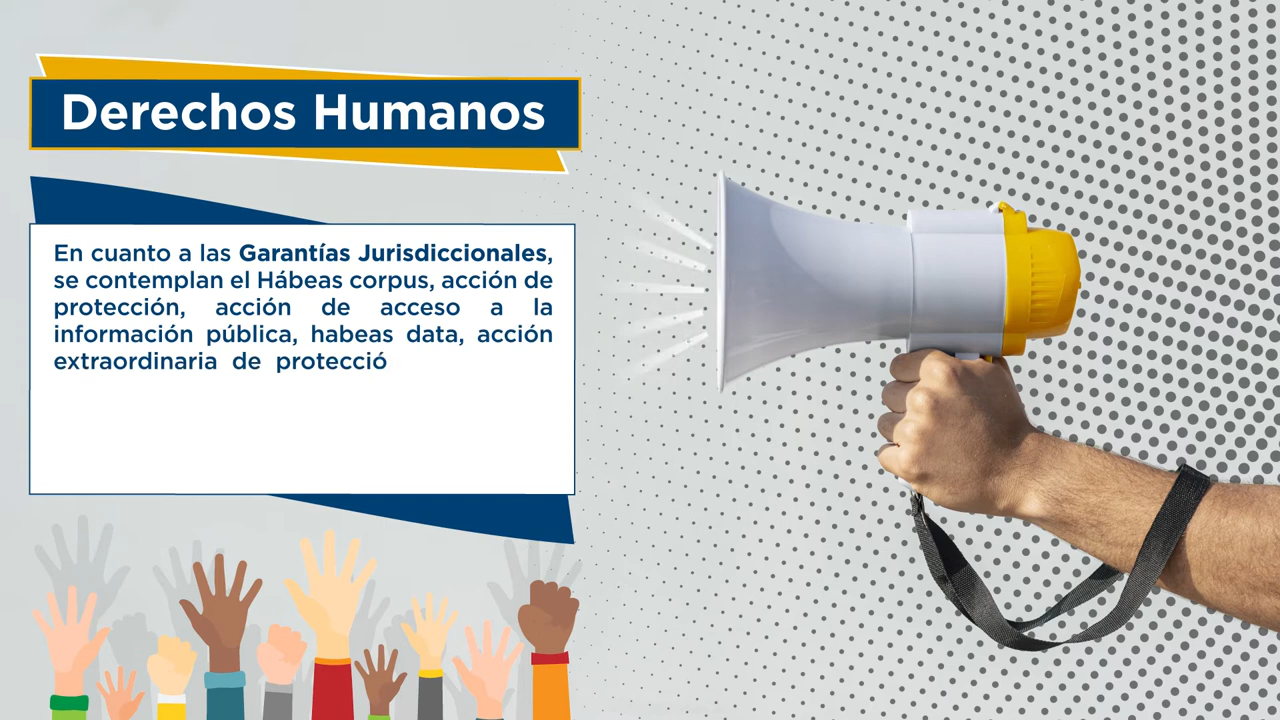 Derechos Humanos
En cuanto a las Garantías Jurisdiccionales,
se contemplan el Hábeas corpus, acción de
protección, acción de acceso a la
información pública, habeas data, acción
extraordinaria de protecció